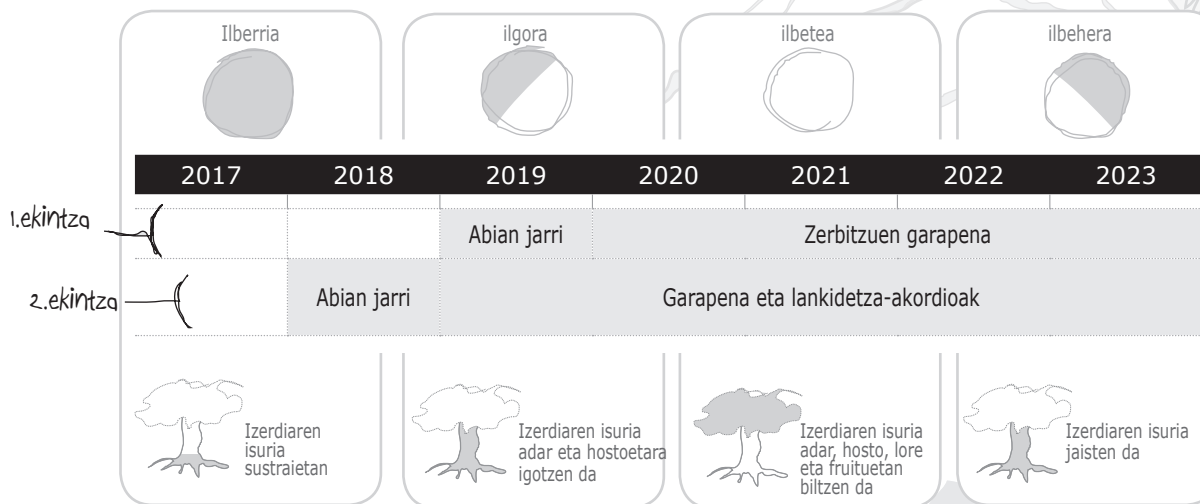 Ilberria ilgora ilbetea ilbehera
2017 2018 2019 2020 2021 2022 2023
1.ekintza Abian jarri Zerbitzuen garapena
2.ekintza Abian jarri Garapena eta lankidetza-akordioak
Izerdiaren
isuria
sustraietan
Izerdiaren isuria
adar eta hostoetara
igotzen da
Izerdiaren isuria
adar, hosto, lore
eta fruituetan
biltzen da
Izerdiaren isuria
jaisten da